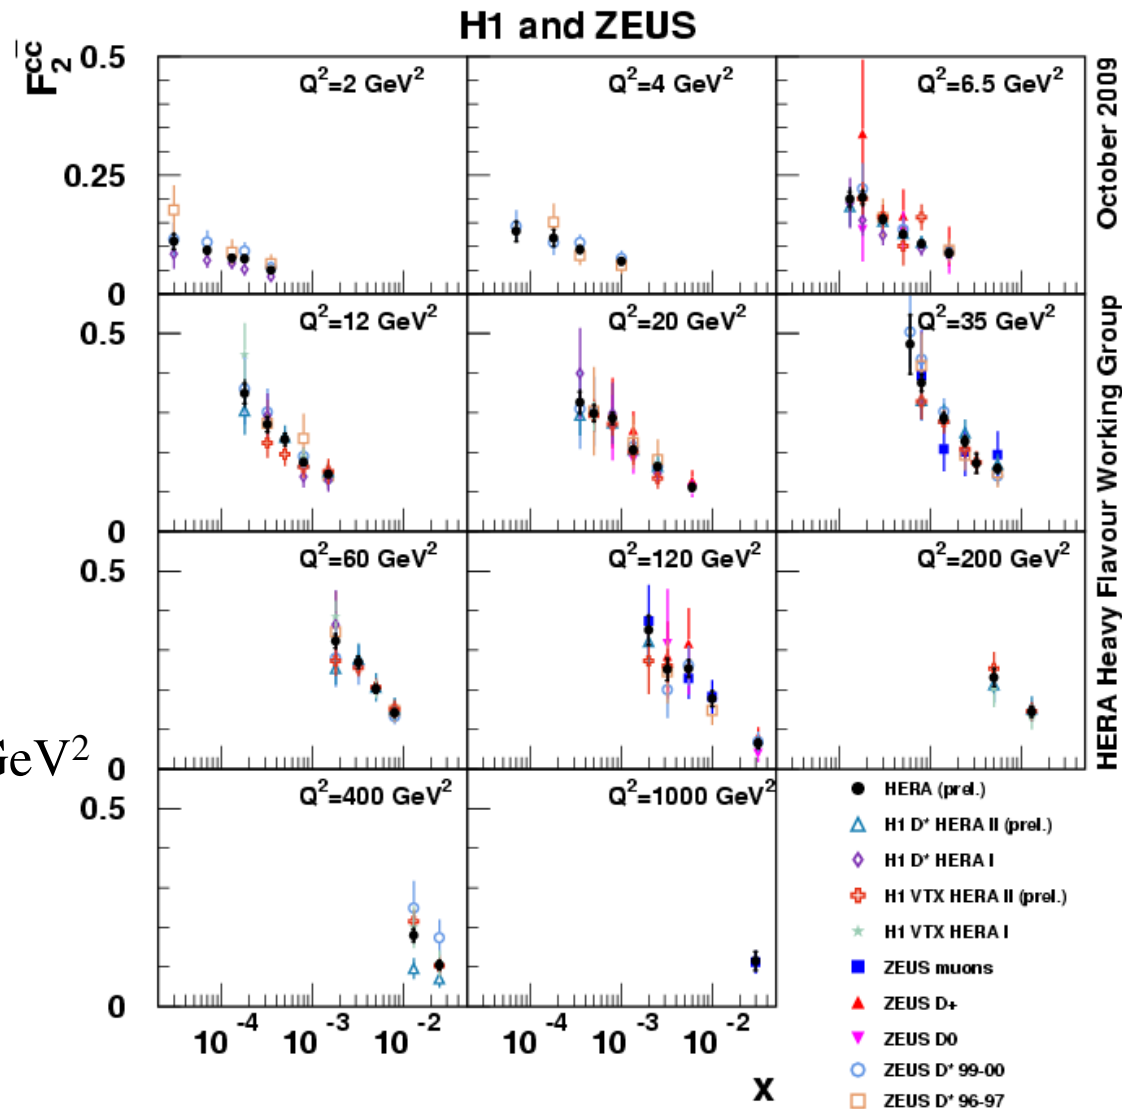 H1 and ZEUS
F₂^cc̄
0.5
0.25
0
Q²=2 GeV²
Q²=4 GeV²
Q²=6.5 GeV²
0.5
0
Q²=12 GeV²
Q²=20 GeV²
Q²=35 GeV²
0.5
0
Q²=60 GeV²
Q²=120 GeV²
Q²=200 GeV²
GeV²
0.5
0
Q²=400 GeV²
Q²=1000 GeV²
10⁻⁴ 10⁻³ 10⁻² 10⁻⁴ 10⁻³ 10⁻²
x
HERA (prel.)
H1 D* HERA II (prel.)
H1 D* HERA I
H1 VTX HERA II (prel.)
H1 VTX HERA I
ZEUS muons
ZEUS D+
ZEUS D0
ZEUS D* 99-00
ZEUS D* 96-97
HERA Heavy Flavour Working Group October 2009